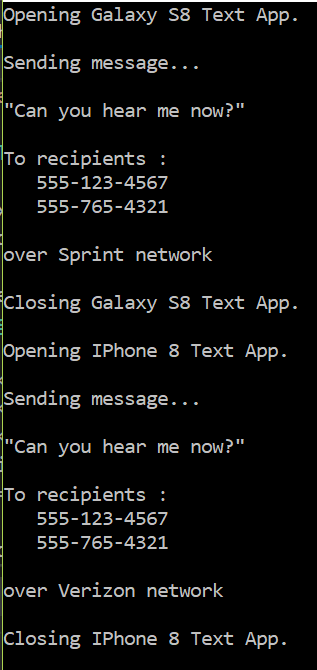 Opening Galaxy S8 Text App.
Sending message...
"Can you hear me now?"
To recipients :
555-123-4567
555-765-4321
over Sprint network
Closing Galaxy S8 Text App.
Opening IPhone 8 Text App.
Sending message...
"Can you hear me now?"
To recipients :
555-123-4567
555-765-4321
over Verizon network
Closing IPhone 8 Text App.